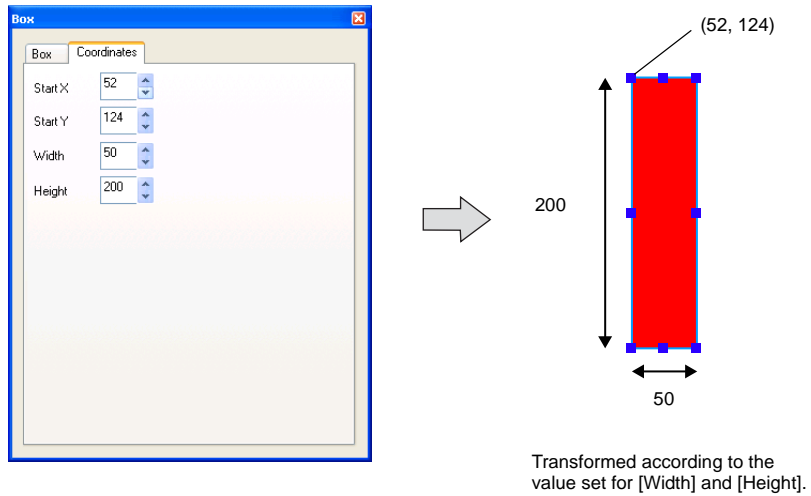 Box
Box Coordinates
Start X 52
Start Y 124
Width 50
Height 200
(52, 124)
200
50
Transformed according to the
value set for [Width] and [Height].